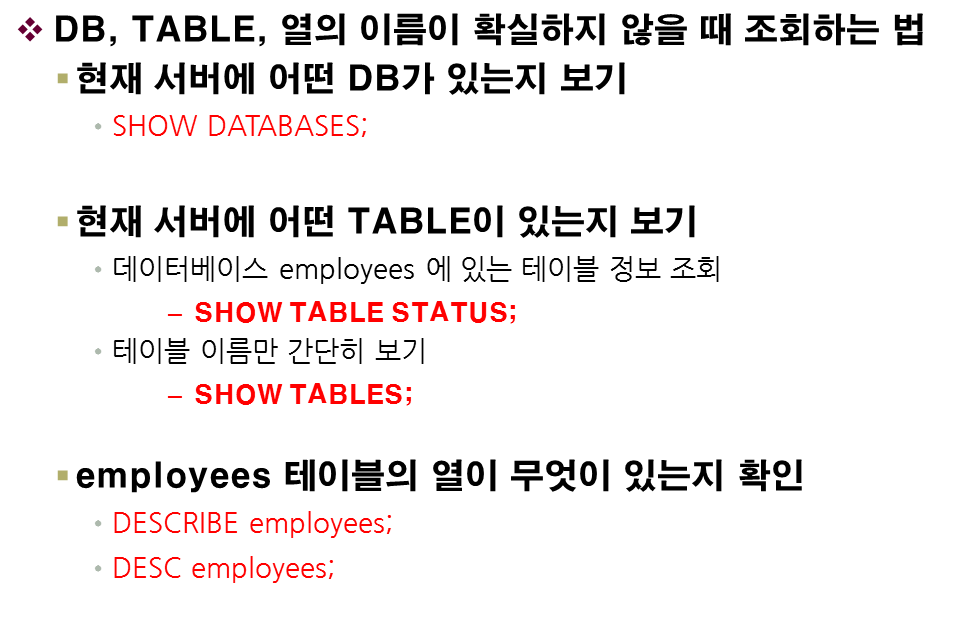 ❖ DB, TABLE, 열의 이름이 확실하지 않을 때 조회하는 법
▪ 현재 서버에 어떤 DB가 있는지 보기
• SHOW DATABASES;
▪ 현재 서버에 어떤 TABLE이 있는지 보기
• 데이터베이스 employees 에 있는 테이블 정보 조회
– SHOW TABLE STATUS;
• 테이블 이름만 간단히 보기
– SHOW TABLES;
▪ employees 테이블의 열이 무엇이 있는지 확인
• DESCRIBE employees;
• DESC employees;